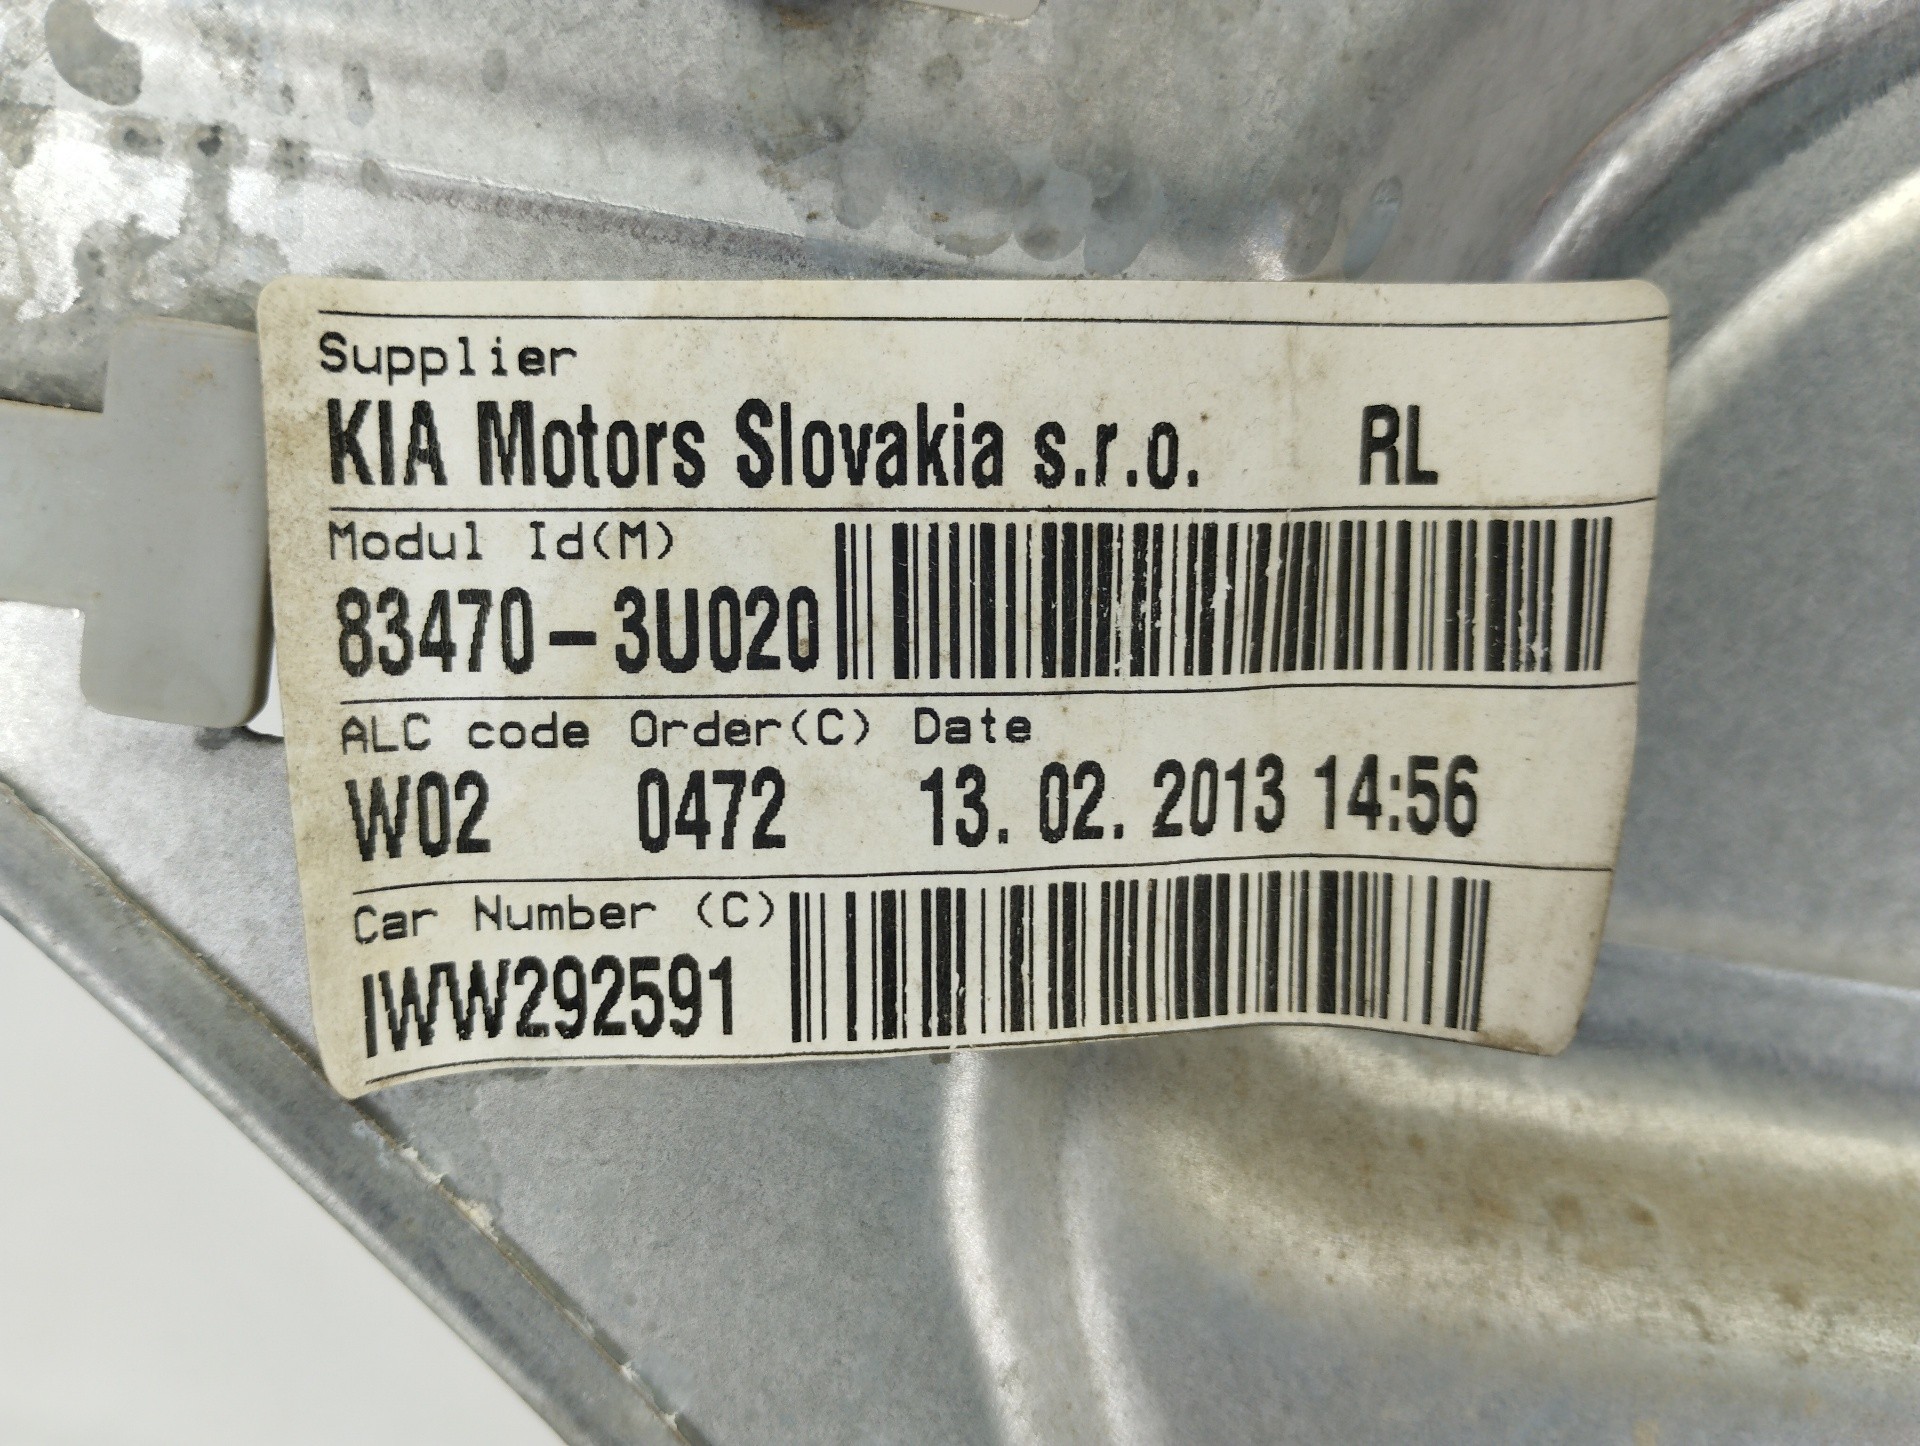 Supplier
KIA Motors Slovakia s.r.o. RL
Modul Id(M)
83470-3U020
ALC code Order(C) Date
W02 0472 13. 02. 2013 14:56
Car Number (C)
IWW292591